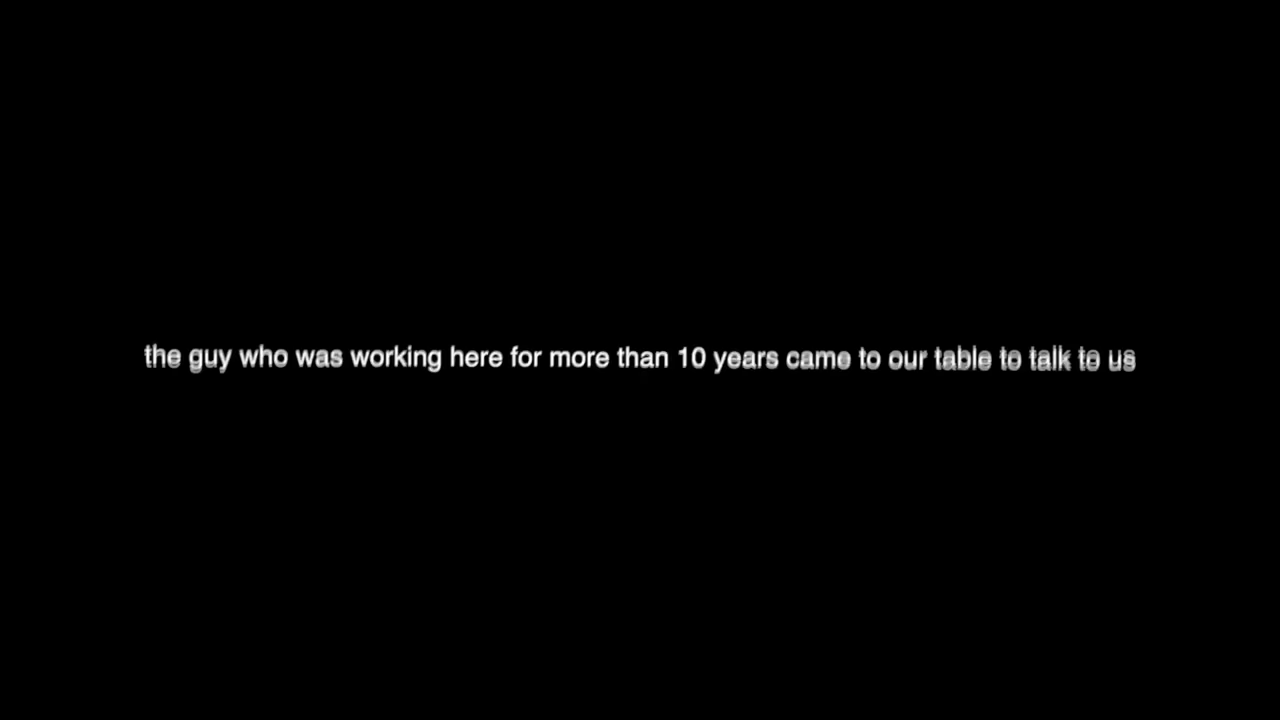 the guy who was working here for more than 10 years came to our table to talk to us